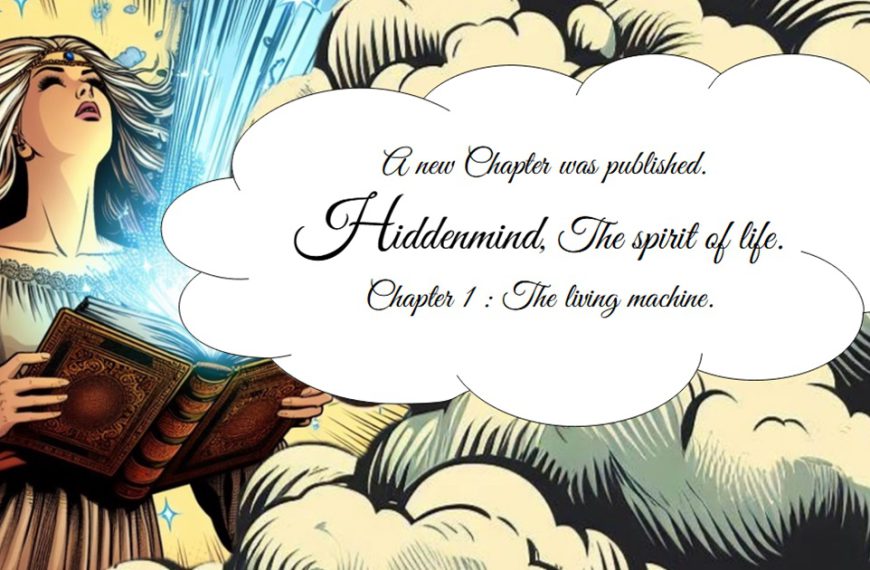 A new Chapter was published.
Hiddenmind, The spirit of life.
Chapter 1 : The living machine.